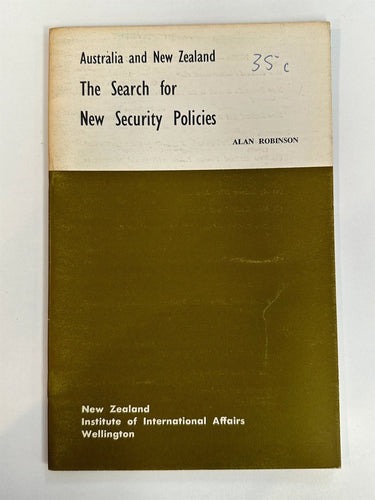 Australia and New Zealand
35 c
The Search for
New Security Policies
ALAN ROBINSON
New Zealand
Institute of International Affairs
Wellington